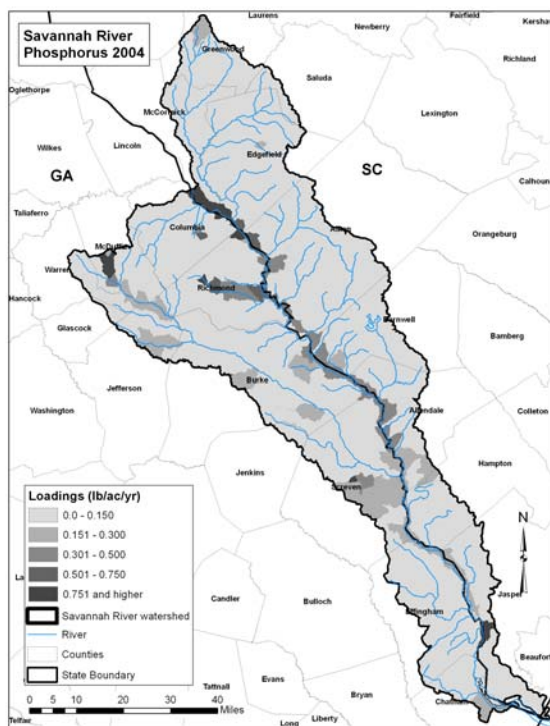 Savannah River
Phosphorus 2004
Laurens
Fairfield
Newberry
Kersha
Greenwood
Richland
Saluda
Oglethorpe
McCormick
Lexington
Lincoln
Wilkes
Edgefield
GA
SC
Calhoun
Taliaferro
Columbia
Aiken
Orangeburg
McDuffie
Warren
Richmond
Hancock
Barnwell
Glascock
Bamberg
Jefferson
Burke
Washington
Allendale
Colleton
Jenkins
Hampton
Screven
Loadings (lb/ac/yr)
0.0 - 0.150
0.151 - 0.300
0.301 - 0.500
0.501 - 0.750
0.751 and higher
Savannah River watershed
River
Counties
State Boundary
N
Candler
Bulloch
Effingham
Jasper
Beaufort
Tattnall
Evans
Bryan
Chatham
0 5 10 20 30 40
Miles
Telfair
Long
Liberty